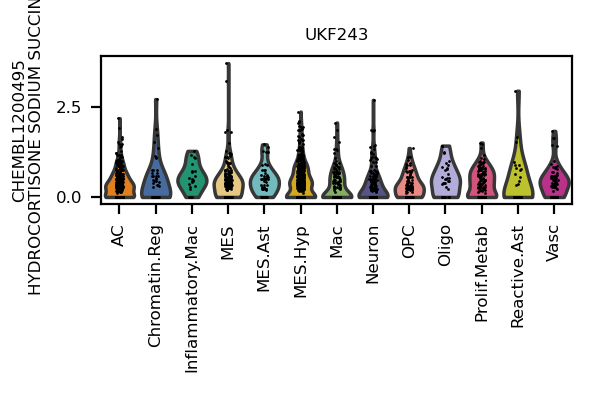 UKF243
CHEMBL1200495
HYDROCORTISONE SODIUM SUCCIN
2.5
0.0
AC
Chromatin.Reg
Inflammatory.Mac
MES
MES.Ast
MES.Hyp
Mac
Neuron
OPC
Oligo
Prolif.Metab
Reactive.Ast
Vasc